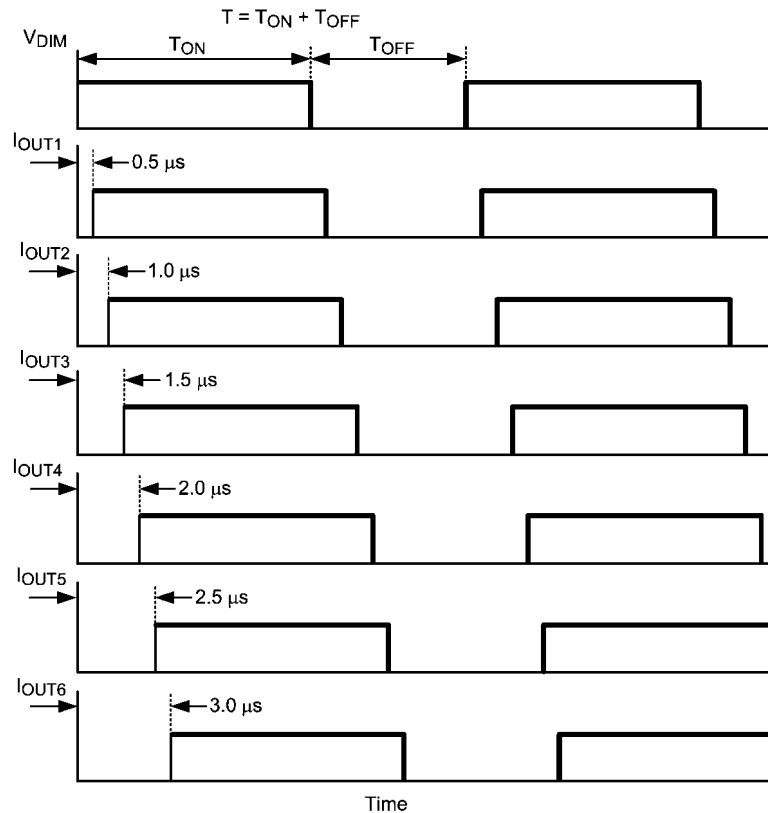 T = TON + TOFF
VDIM
TON
TOFF
IOUT1
0.5 μs
IOUT2
1.0 μs
IOUT3
1.5 μs
IOUT4
2.0 μs
IOUT5
2.5 μs
IOUT6
3.0 μs
Time